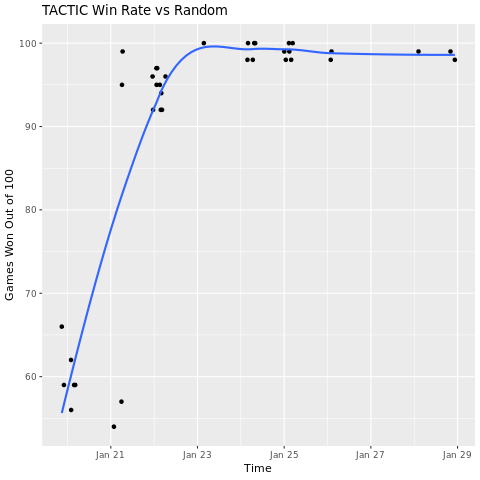 TACTIC Win Rate vs Random
Games Won Out of 100
100
90
80
70
60
Jan 21
Jan 23
Jan 25
Jan 27
Jan 29
Time